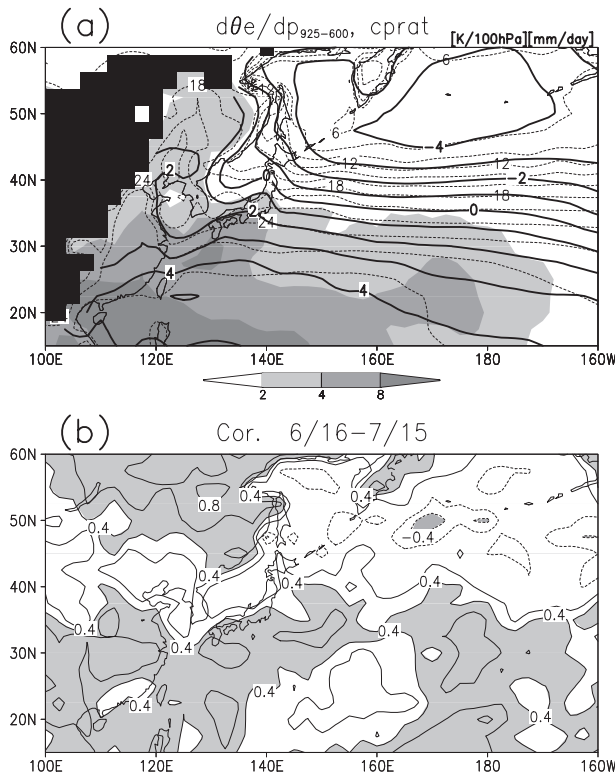 (a) dθe/dp925-600, cprat [K/100hPa][mm/day]
60N
6
18
12
50N
6
-4
12
2
-2
40N
24
0
18
18
2
0
24
30N
4
4
20N
100E 120E 140E 160E 180 160W
2 4 8
(b) Cor. 6/16-7/15
60N
0.4 0.4
0.8
50N
0.4
-0.4
0.4
40N
0.4
0.4
0.4
0.4
0.4
30N
0.4
0.4
0.4
20N
100E 120E 140E 160E 180 160W